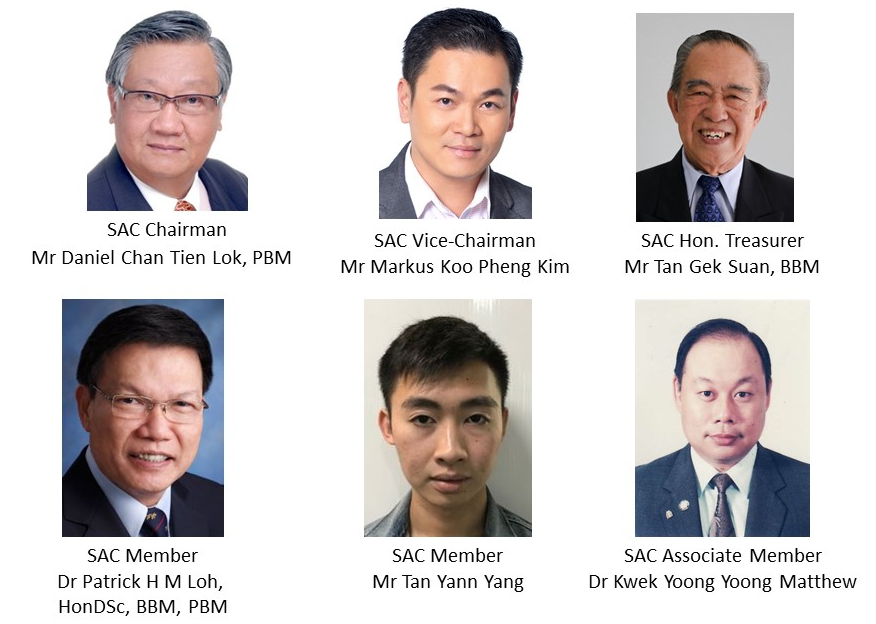 SAC Chairman
Mr Daniel Chan Tien Lok, PBM
SAC Vice-Chairman
Mr Markus Koo Pheng Kim
SAC Hon. Treasurer
Mr Tan Gek Suan, BBM
SAC Member
Dr Patrick H M Loh,
HonDSc, BBM, PBM
SAC Member
Mr Tan Yann Yang
SAC Associate Member
Dr Kwek Yoong Yoong Matthew